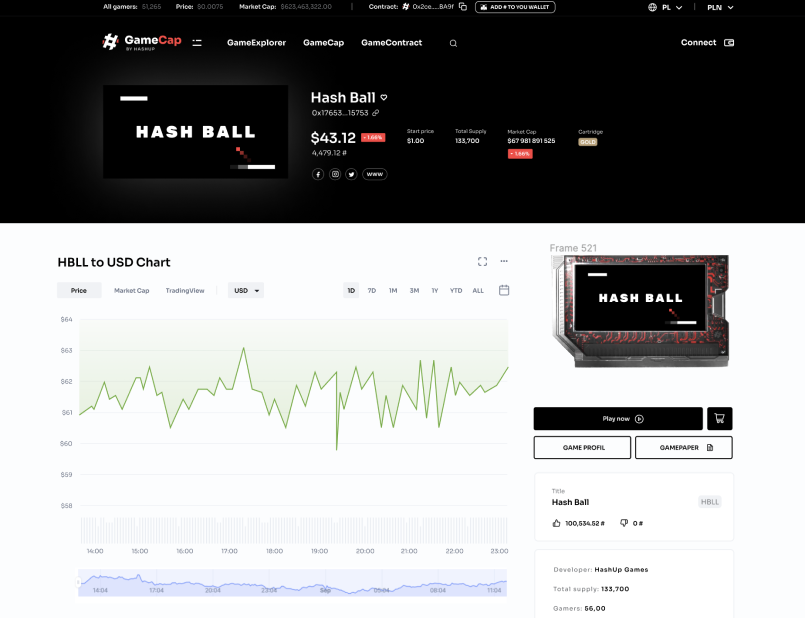 All gamers: 51,265 Price: $0.0075 Market Cap: $623,463,322.00 Contract: # 0x2ce.....BA9f ADD # TO YOU WALLET PL PLN
GameCap
BY HASHUP
GameExplorer GameCap GameContract Connect
HASH BALL
Hash Ball
0x17653...15753
$43.12 - 1.66%
4,479.12 #
Start price
$1.00
Total Supply
133,700
Market Cap
$67 981 891 525
- 1.66%
Cartridge
GOLD
www
HBLL to USD Chart
Price Market Cap TradingView USD 1D 7D 1M 3M 1Y YTD ALL
$64
$63
$62
$61
$60
$59
$58
14:00 15:00 16:00 17:00 18:00 19:00 20:00 21:00 22:00 23:00
14:04 17:04 20:04 23:04 05:04 08:04 11:04
Frame 521
HASH BALL
Play now
GAME PROFIL GAMEPAPER
Title
Hash Ball HBLL
100,534.52 # 0 #
Developer: HashUp Games
Total supply: 133,700
Gamers: 56,00